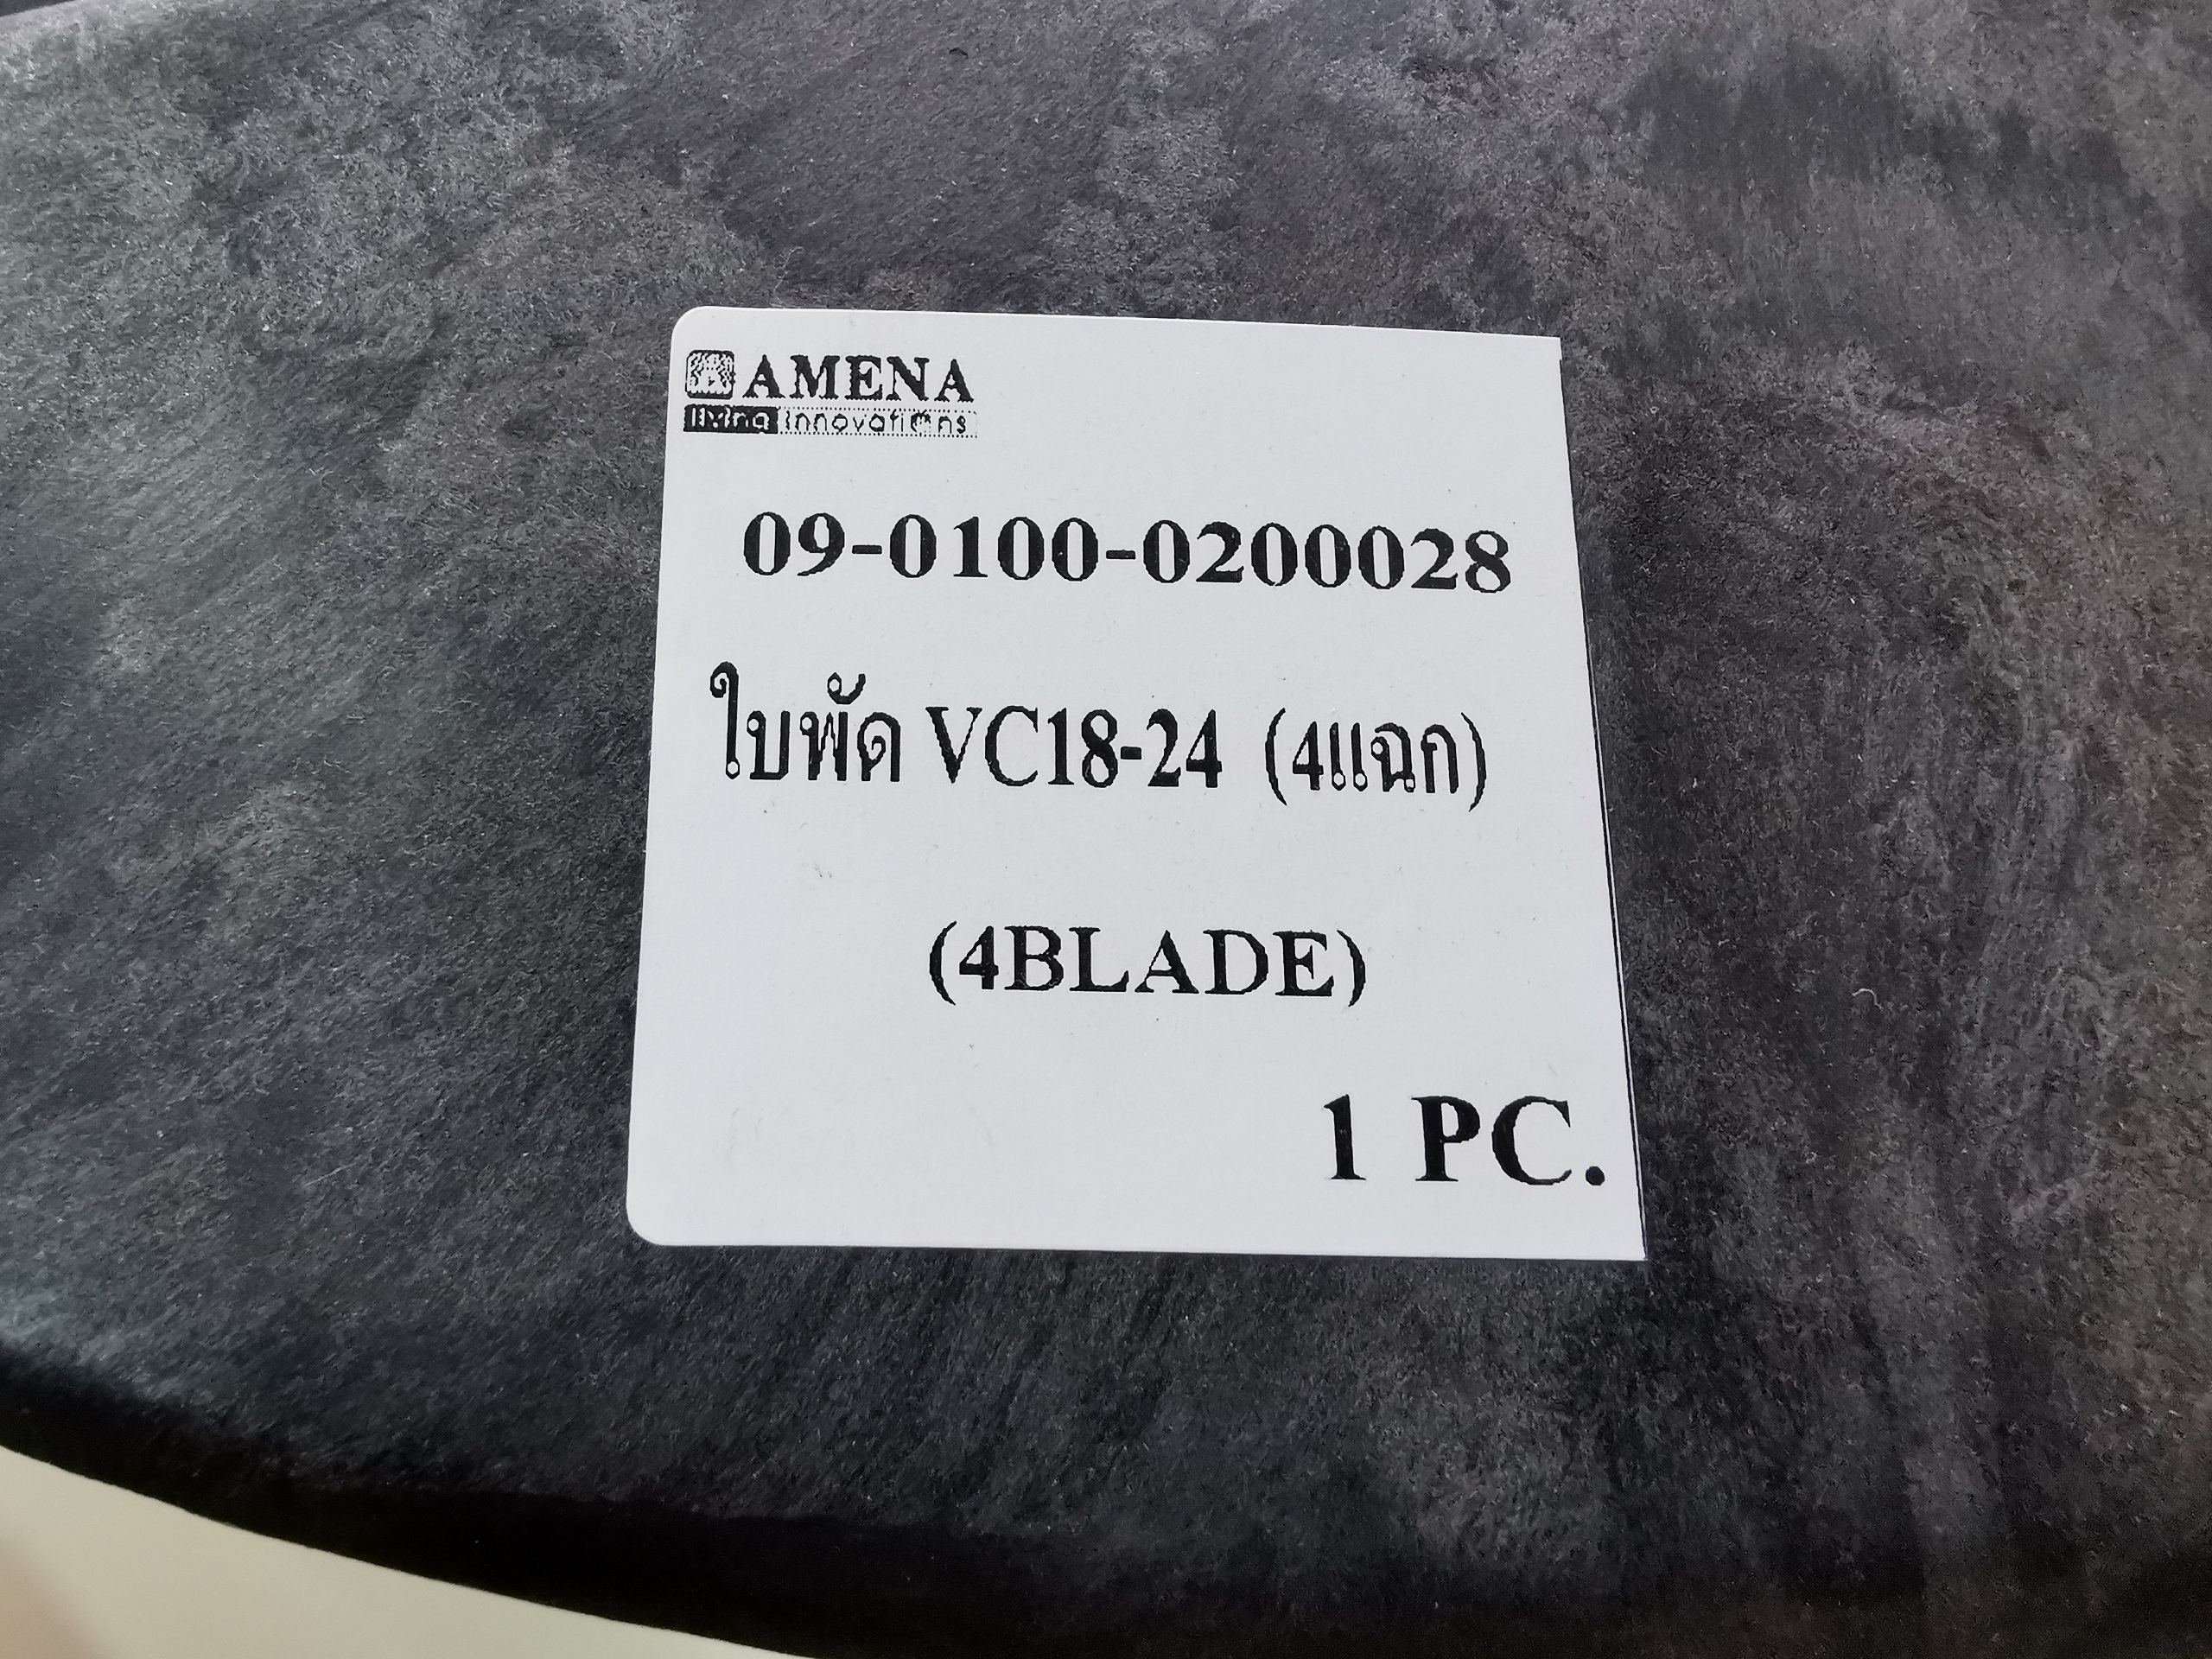 AMENA
living innovations
09-0100-0200028
ใบพัด VC18-24 (4แฉก)
(4BLADE)
1 PC.